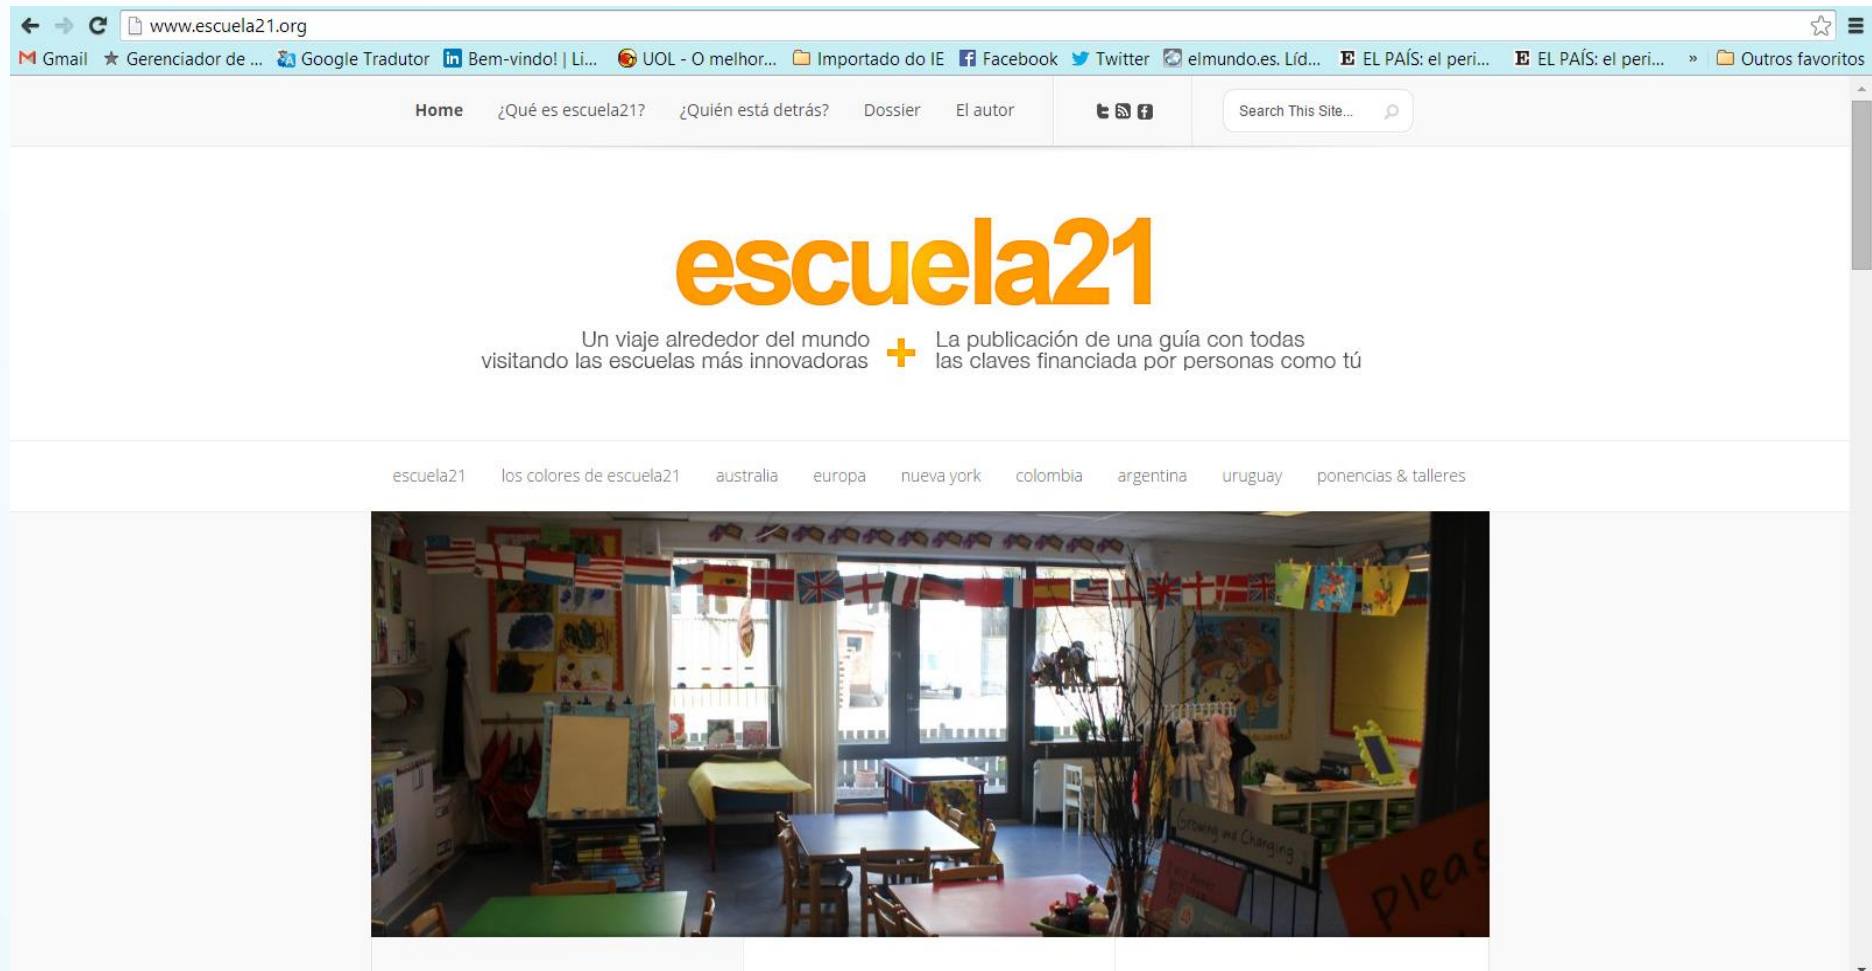 www.escuela21.org
Gmail Gerenciador de ... Google Tradutor Bem-vindo! | Li... UOL - O melhor... Importado do IE Facebook Twitter elmundo.es. Líd... EL PAÍS: el peri... EL PAÍS: el peri... » Outros favoritos
Home ¿Qué es escuela21? ¿Quién está detrás? Dossier El autor Search This Site...
escuela21
Un viaje alrededor del mundo
visitando las escuelas más innovadoras
+
La publicación de una guía con todas
las claves financiada por personas como tú
escuela21 los colores de escuela21 australia europa nueva york colombia argentina uruguay ponencias & talleres
Growing and Changing
Pleas